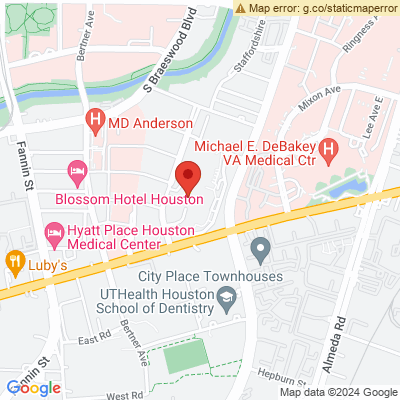 Map error: g.co/staticmaperror
Bertner Ave
S Braeswood Blvd
Staffordshire
Ringness Ave
Mixon Ave
Lee Ave E
MD Anderson
Michael E. DeBakey
VA Medical Ctr
Fannin St
Blossom Hotel Houston
Hyatt Place Houston
Medical Center
Luby's
City Place Townhouses
UTHealth Houston
School of Dentistry
East Rd
Bertner Ave
Almeda Rd
Fannin St
Hepburn St
West Rd
Google
Map data ©2024 Google